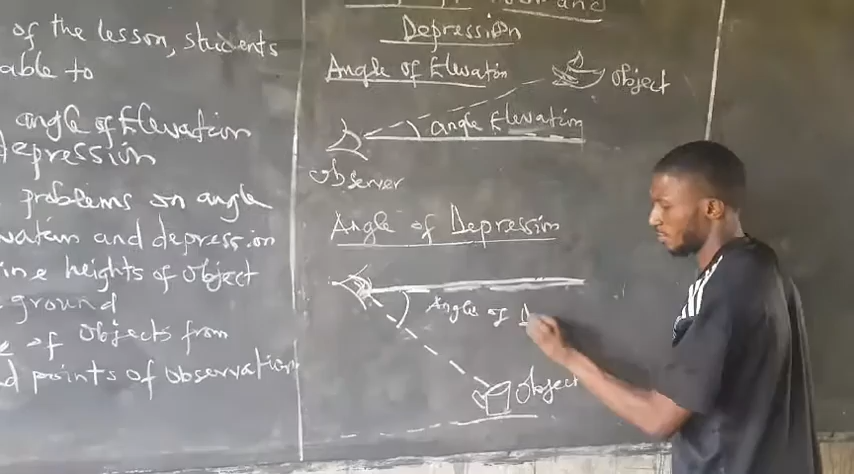 of the lesson, students
able to
angle of Elevation
Depression
problems on angle
and depression
heights of object
ground
of objects from
points of observation
and
Depression
Angle of Elevation
Object
angle Elevation
Observer
Angle of Depression
Angle of D
Object